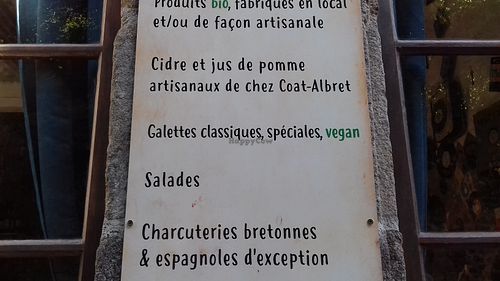 Produits bio, fabriqués en local
et/ou de façon artisanale
Cidre et jus de pomme
artisanaux de chez Coat-Albret
Galettes classiques, spéciales, vegan
HappyCow
Salades
Charcuteries bretonnes
& espagnoles d'exception